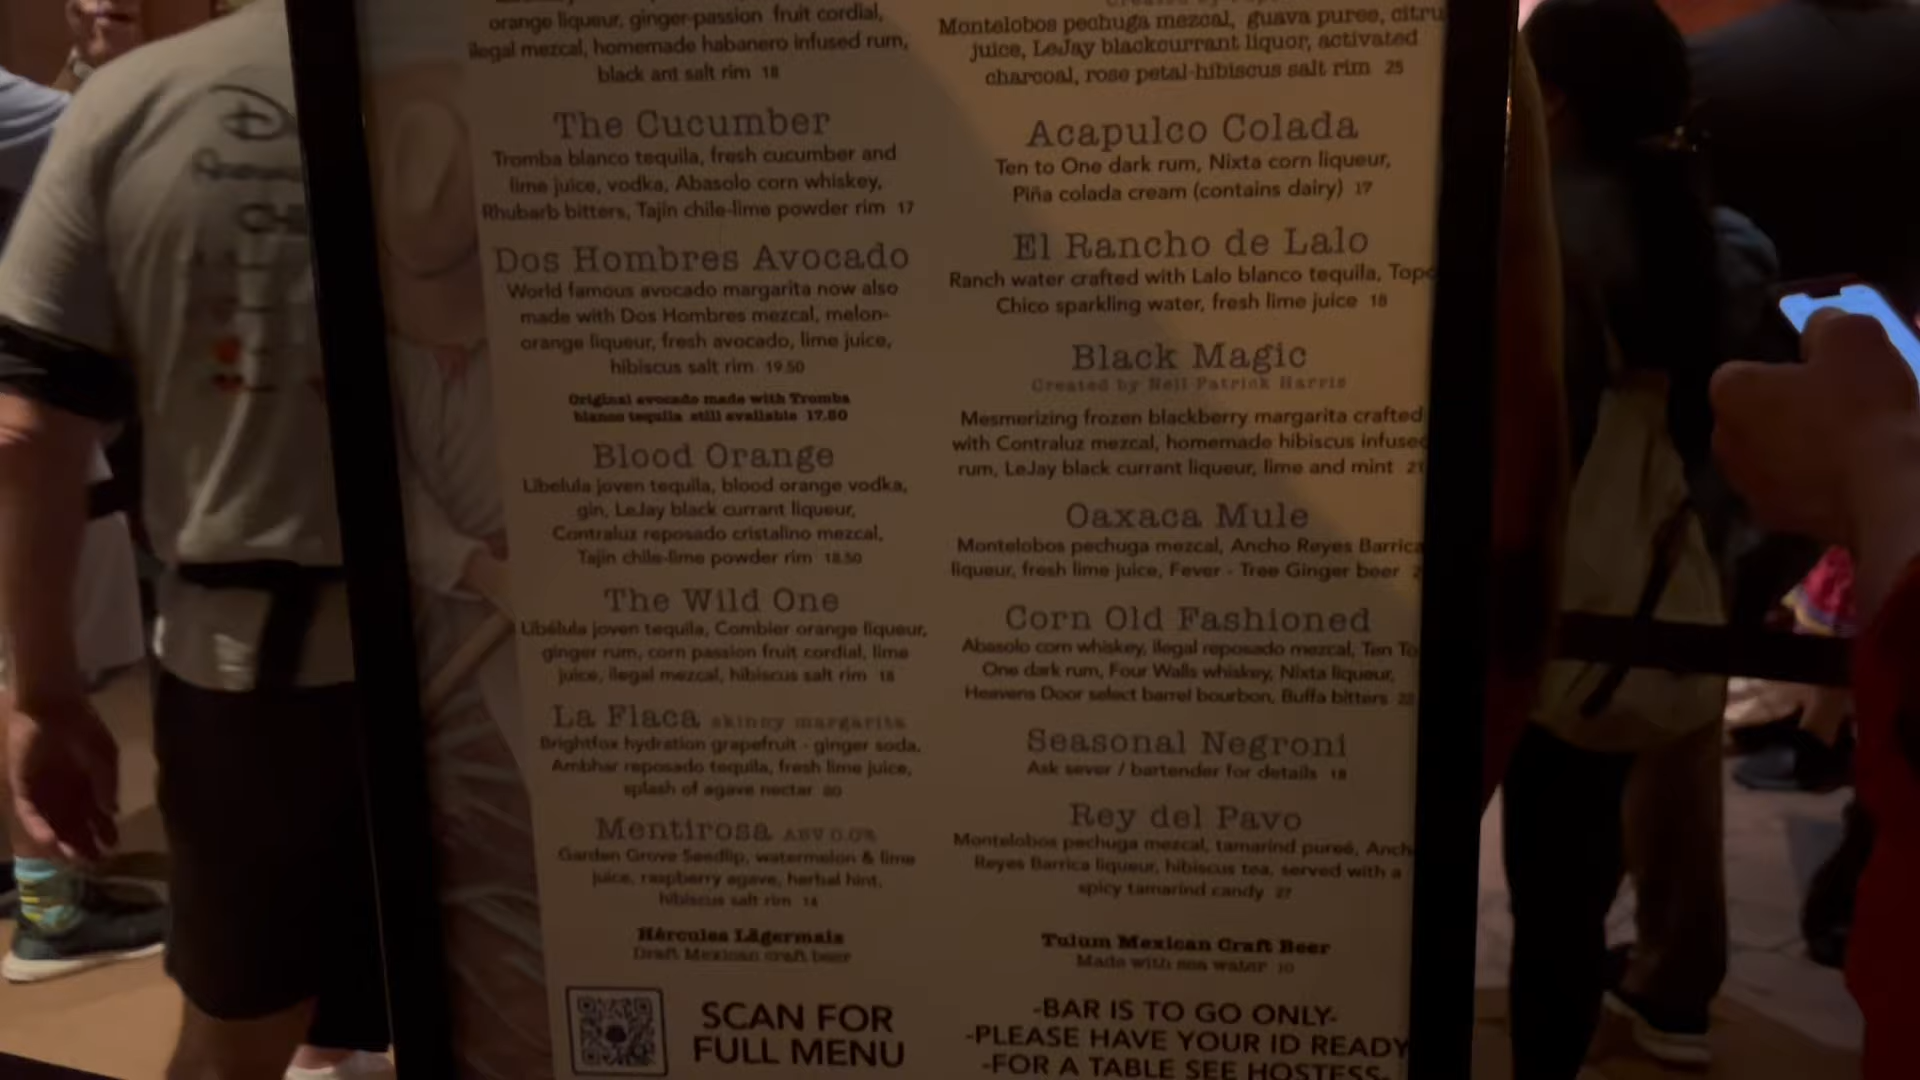 orange liqueur, ginger-passion fruit cordial,
ilegal mezcal, homemade habanero infused rum,
black ant salt rim 18
The Cucumber
Tromba blanco tequila, fresh cucumber and
lime juice, vodka, Abasolo corn whiskey,
Rhubarb bitters, Tajín chile-lime powder rim 17
Dos Hombres Avocado
World famous avocado margarita now also
made with Dos Hombres mezcal, melon-
orange liqueur, fresh avocado, lime juice,
hibiscus salt rim 19.50
Original avocado made with Tromba
blanco tequila still available 17.50
Blood Orange
Libelula joven tequila, blood orange vodka,
gin, LeJay black currant liqueur,
Contraluz reposado cristalino mezcal,
Tajin chile-lime powder rim 18.50
The Wild One
Libélula joven tequila, Combier orange liqueur,
ginger rum, corn passion fruit cordial, lime
juice, ilegal mezcal, hibiscus salt rim 18
La Flaca skinny margarita
Brightfox hydration grapefruit - ginger soda,
Ambhar reposado tequila, fresh lime juice,
splash of agave nectar 20
Mentirosa ABV 0.0%
Garden Grove Seedlip, watermelon & lime
juice, raspberry agave, herbal hint,
hibiscus salt rim 14
Hércules Lågermais
Draft Mexican craft beer
SCAN FOR
FULL MENU
Montelobos pechuga mezcal, guava puree, citru
juice, LeJay blackcurrant liquor, activated
charcoal, rose petal-hibiscus salt rim 25
Acapulco Colada
Ten to One dark rum, Nixta corn liqueur,
Piña colada cream (contains dairy) 17
El Rancho de Lalo
Ranch water crafted with Lalo blanco tequila, Topo
Chico sparkling water, fresh lime juice 18
Black Magic
Created by Neil Patrick Harris
Mesmerizing frozen blackberry margarita crafted
with Contraluz mezcal, homemade hibiscus infused
rum, LeJay black currant liqueur, lime and mint 21
Oaxaca Mule
Montelobos pechuga mezcal, Ancho Reyes Barrica
liqueur, fresh lime juice, Fever - Tree Ginger beer
Corn Old Fashioned
Abasolo corn whiskey, ilegal reposado mezcal, Ten To
One dark rum, Four Walls whiskey, Nixta liqueur,
Heavens Door select barrel bourbon, Buffa bitters 22
Seasonal Negroni
Ask sever / bartender for details 18
Rey del Pavo
Montelobos pechuga mezcal, tamarind pureé, Anch
Reyes Barrica liqueur, hibiscus tea, served with a
spicy tamarind candy 27
Tulum Mexican Craft Beer
Made with sea water 10
-BAR IS TO GO ONLY-
-PLEASE HAVE YOUR ID READY
-FOR A TABLE SEE HOSTESS-